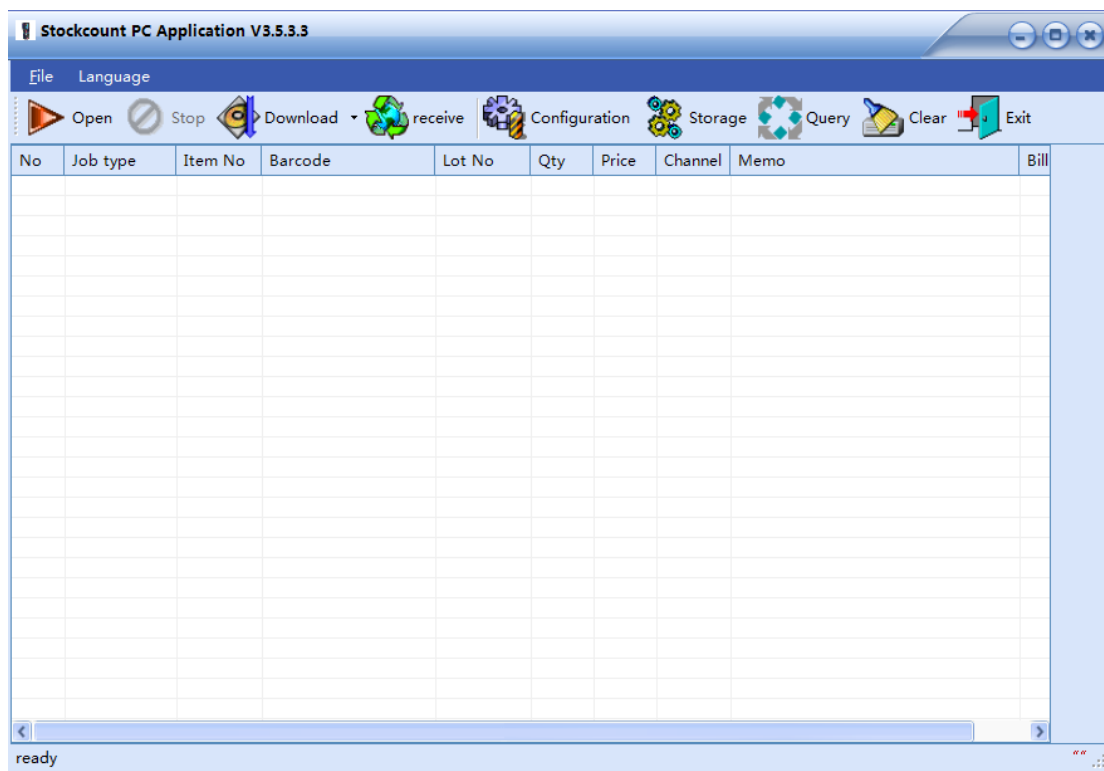 Stockcount PC Application V3.5.3.3
File Language
Open Stop Download receive Configuration Storage Query Clear Exit
No Job type Item No Barcode Lot No Qty Price Channel Memo Bill
ready ""